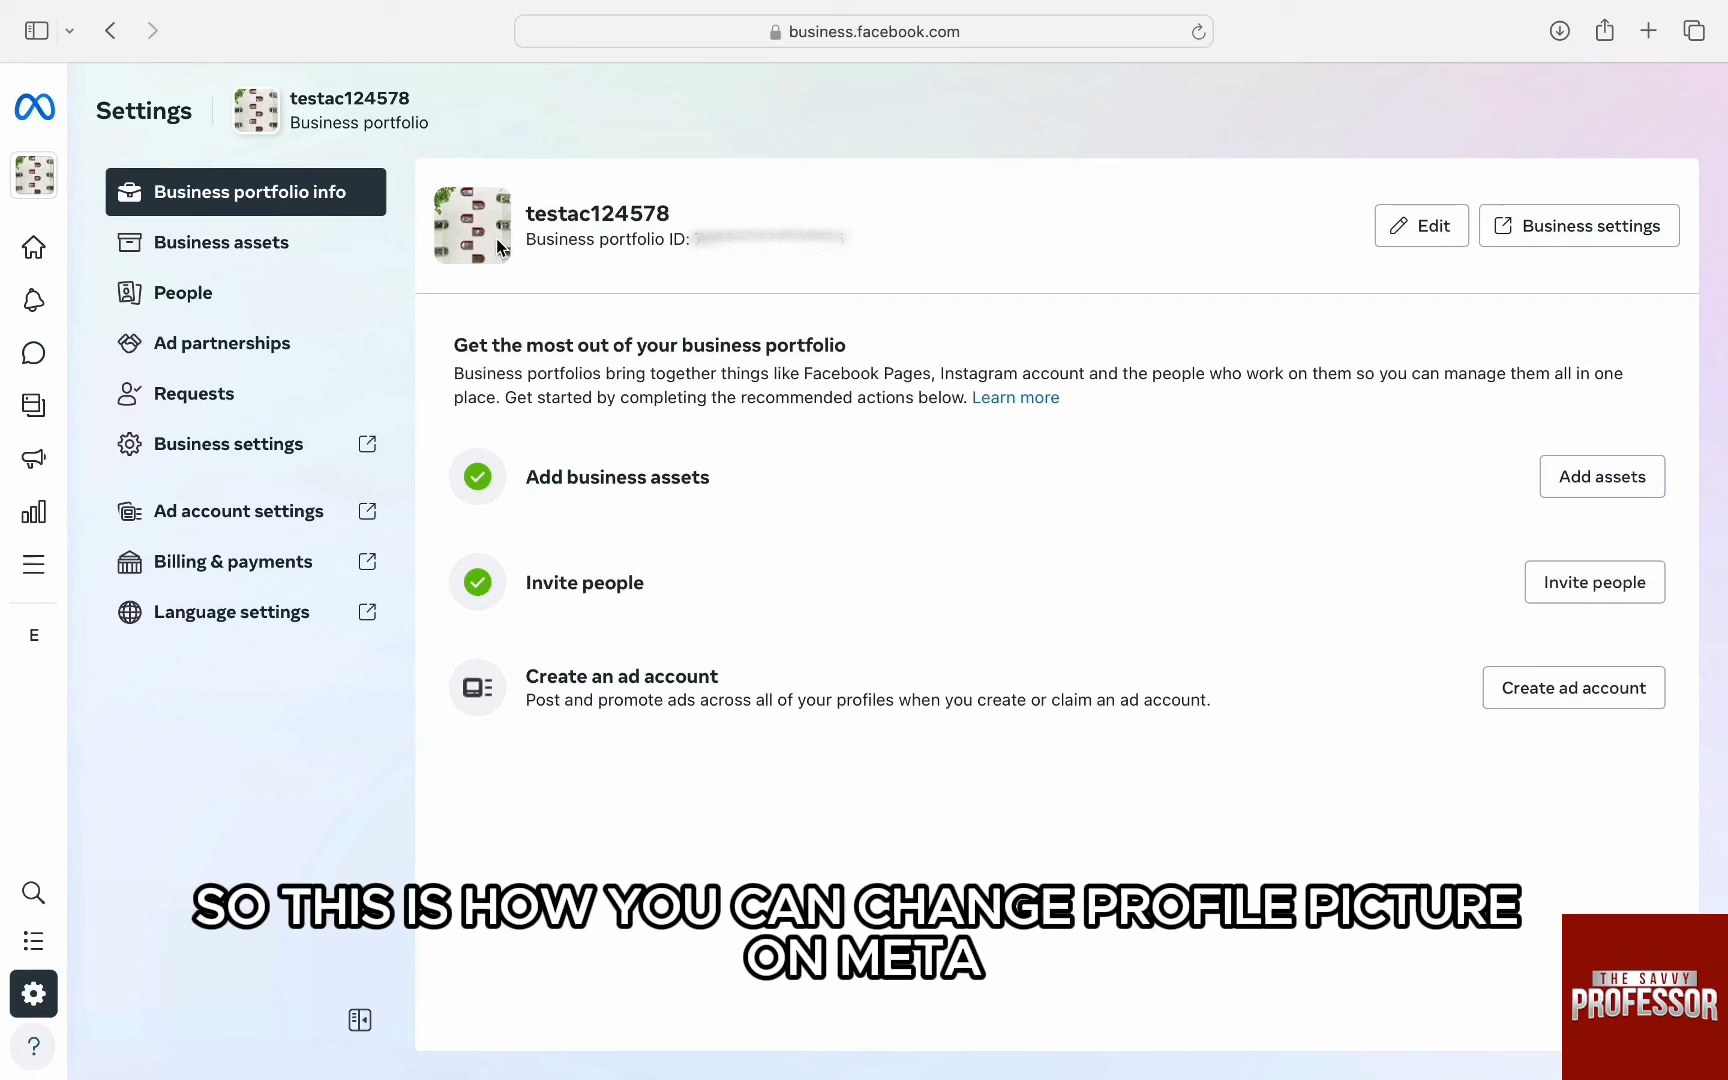 business.facebook.com
Settings
testac124578
Business portfolio
Business portfolio info
Business assets
People
Ad partnerships
Requests
Business settings
Ad account settings
Billing & payments
Language settings
E
?
testac124578
Business portfolio ID:
Edit
Business settings
Get the most out of your business portfolio
Business portfolios bring together things like Facebook Pages, Instagram account and the people who work on them so you can manage them all in one
place. Get started by completing the recommended actions below. Learn more
Add business assets
Add assets
Invite people
Invite people
Create an ad account
Post and promote ads across all of your profiles when you create or claim an ad account.
Create ad account
SO THIS IS HOW YOU CAN CHANGE PROFILE PICTURE
ON META
THE SAVVY
PROFESSOR